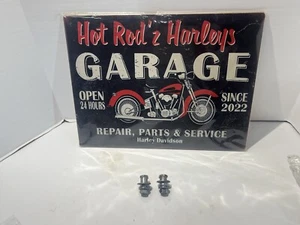 Hot Rod'z Harleys
GARAGE
OPEN
24 HOURS
SINCE
2022
REPAIR, PARTS & SERVICE
Harley Davidson